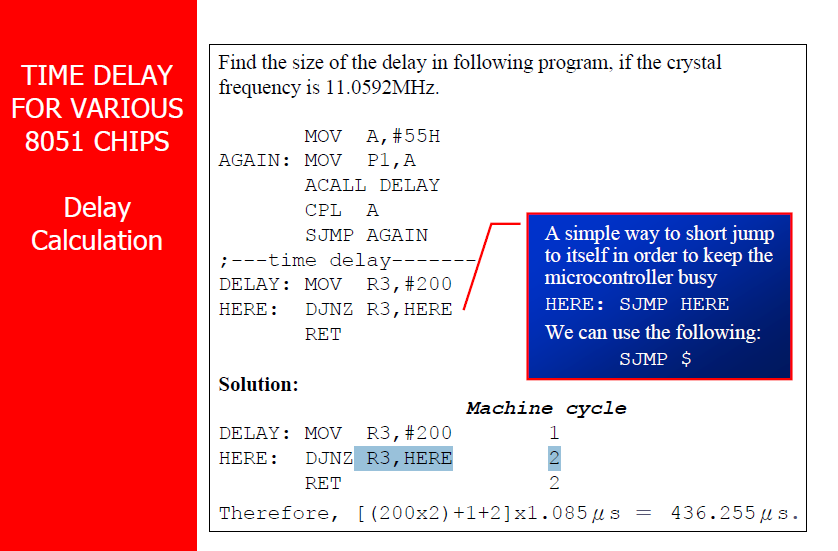 TIME DELAY
FOR VARIOUS
8051 CHIPS
Delay
Calculation
Find the size of the delay in following program, if the crystal
frequency is 11.0592MHz.
MOV A,#55H
AGAIN: MOV P1,A
ACALL DELAY
CPL A
SJMP AGAIN
;---time delay-------
DELAY: MOV R3,#200
HERE: DJNZ R3,HERE
RET
A simple way to short jump
to itself in order to keep the
microcontroller busy
HERE: SJMP HERE
We can use the following:
SJMP $
Solution:
Machine cycle
DELAY: MOV R3,#200 1
HERE: DJNZ R3,HERE 2
RET 2
Therefore, [(200x2)+1+2]x1.085μs = 436.255μs.